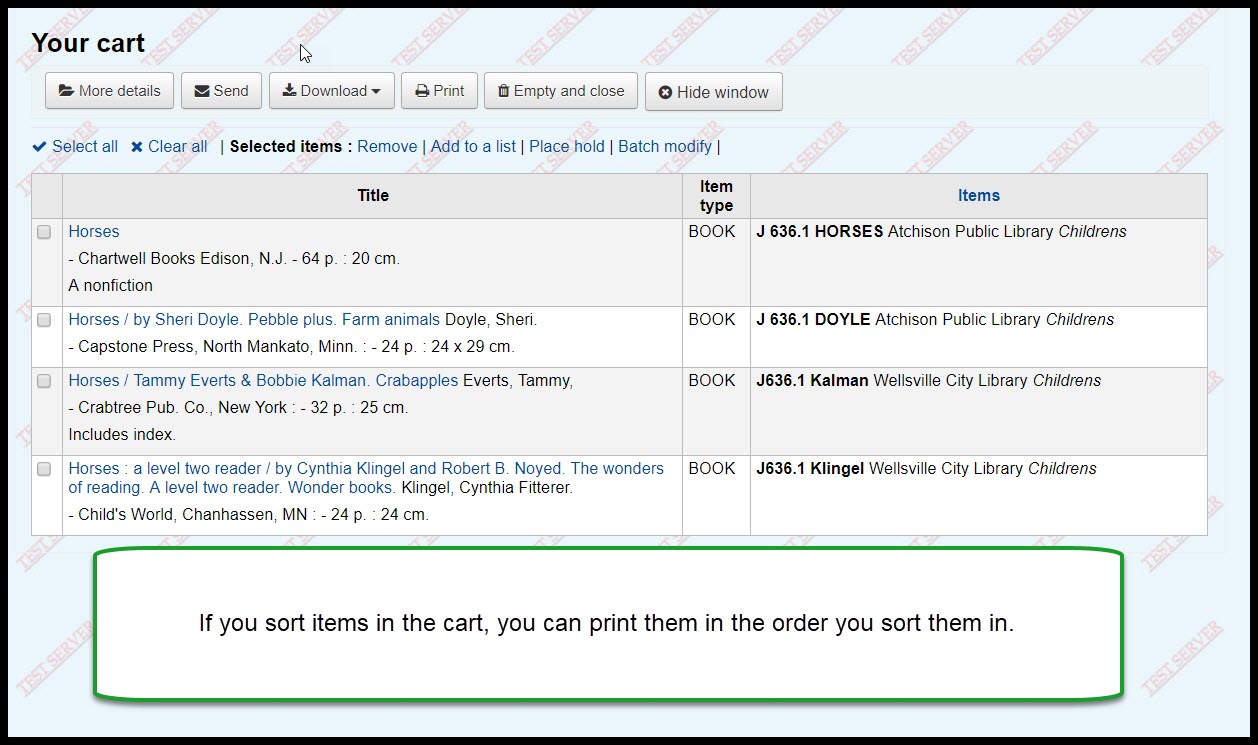 Your cart
More details Send Download Print Empty and close Hide window
Select all Clear all | Selected items : Remove | Add to a list | Place hold | Batch modify |
Title Item type Items
Horses BOOK J 636.1 HORSES Atchison Public Library Childrens
- Chartwell Books Edison, N.J. - 64 p. : 20 cm.
A nonfiction
Horses / by Sheri Doyle. Pebble plus. Farm animals Doyle, Sheri. BOOK J 636.1 DOYLE Atchison Public Library Childrens
- Capstone Press, North Mankato, Minn. : - 24 p. : 24 x 29 cm.
Horses / Tammy Everts & Bobbie Kalman. Crabapples Everts, Tammy, BOOK J636.1 Kalman Wellsville City Library Childrens
- Crabtree Pub. Co., New York : - 32 p. : 25 cm.
Includes index.
Horses : a level two reader / by Cynthia Klingel and Robert B. Noyed. The wonders BOOK J636.1 Klingel Wellsville City Library Childrens
of reading. A level two reader. Wonder books. Klingel, Cynthia Fitterer.
- Child's World, Chanhassen, MN : - 24 p. : 24 cm.
If you sort items in the cart, you can print them in the order you sort them in.
TEST SERVER